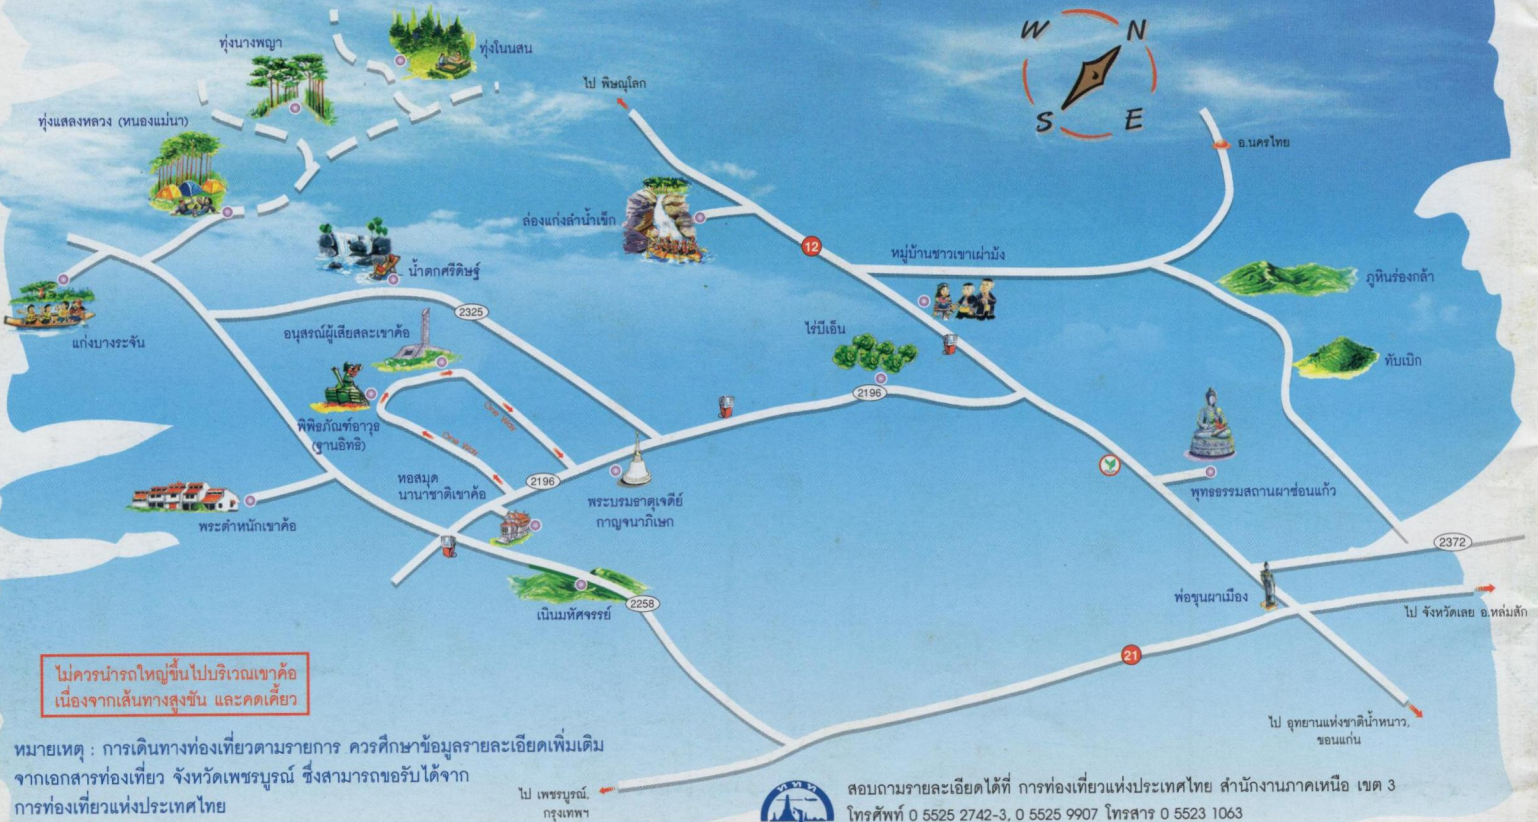 ทุ่งนางพญา
ทุ่งโนนสน
ไป พิษณุโลก
W
N
S
E
ทุ่งแสลงหลวง (หนองแม่นา)
อ.นครไทย
ล่องแก่งลำน้ำเข็ก
12
หมู่บ้านชาวเขาเผ่าม้ง
น้ำตกศรีดิษฐ์
ภูหินร่องกล้า
2325
อนุสรณ์ผู้เสียสละเขาค้อ
ไร่บีเอ็น
แก่งบางระจัน
ทับเบิก
2196
One Way
One Way
พิพิธภัณฑ์อาวุธ
(ฐานอิทธิ)
หอสมุด
นานาชาติเขาค้อ
2196
พระบรมธาตุเจดีย์
กาญจนาภิเษก
พุทธธรรมสถานผาซ่อนแก้ว
พระตำหนักเขาค้อ
2372
พ่อขุนผาเมือง
เนินมหัศจรรย์
2258
ไป จังหวัดเลย อ.หล่มสัก
21
ไม่ควรนำรถใหญ่ขึ้นไปบริเวณเขาค้อ
เนื่องจากเส้นทางสูงชัน และคดเคี้ยว
ไป อุทยานแห่งชาติน้ำหนาว,
ขอนแก่น
หมายเหตุ : การเดินทางท่องเที่ยวตามรายการ ควรศึกษาข้อมูลรายละเอียดเพิ่มเติม
จากเอกสารท่องเที่ยว จังหวัดเพชรบูรณ์ ซึ่งสามารถขอรับได้จาก
การท่องเที่ยวแห่งประเทศไทย
ไป เพชรบูรณ์,
กรุงเทพฯ
ททท
สอบถามรายละเอียดได้ที่ การท่องเที่ยวแห่งประเทศไทย สำนักงานภาคเหนือ เขต 3
โทรศัพท์ 0 5525 2742-3, 0 5525 9907 โทรสาร 0 5523 1063